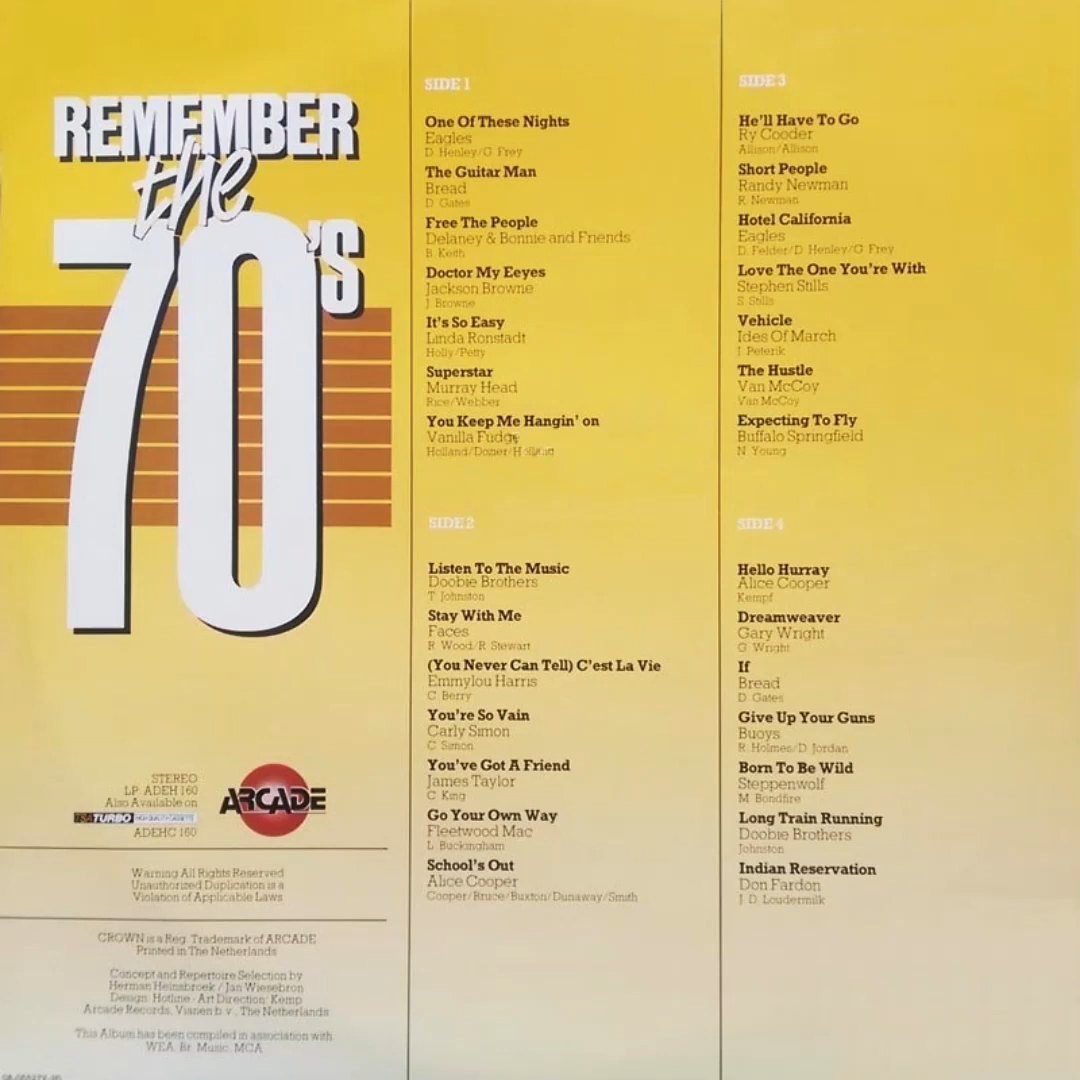 REMEMBER
the
70's
STEREO
LP: ADEH 160
Also Available on
TURBO
ADEHC 160
ARCADE
Warning All Rights Reserved
Unauthorized Duplication is a
Violation of Applicable Laws
CROWN is a Reg. Trademark of ARCADE
Printed in The Netherlands
Concept and Repertoire Selection by
Herman Heinsbroek / Jan Wiesebron
Design: Hotline - Art Direction: Kemp
Arcade Records, Vianen b.v., The Netherlands
This Album has been compiled in association with
WEA, Br. Music, MCA
SIDE 1
One Of These Nights
Eagles
D. Henley/G. Frey
The Guitar Man
Bread
D. Gates
Free The People
Delaney & Bonnie and Friends
B. Keith
Doctor My Eeyes
Jackson Browne
J. Browne
It's So Easy
Linda Ronstadt
Holly/Petty
Superstar
Murray Head
Rice/Webber
You Keep Me Hangin' on
Vanilla Fudge
Holland/Dozier/Holland
SIDE 2
Listen To The Music
Doobie Brothers
T. Johnston
Stay With Me
Faces
R. Wood/R. Stewart
(You Never Can Tell) C'est La Vie
Emmylou Harris
C. Berry
You're So Vain
Carly Simon
C. Simon
You've Got A Friend
James Taylor
C. King
Go Your Own Way
Fleetwood Mac
L. Buckingham
School's Out
Alice Cooper
Cooper/Bruce/Buxton/Dunaway/Smith
SIDE 3
He'll Have To Go
Ry Cooder
Allison/Allison
Short People
Randy Newman
R. Newman
Hotel California
Eagles
D. Felder/D. Henley/G. Frey
Love The One You're With
Stephen Stills
S. Stills
Vehicle
Ides Of March
J. Peterik
The Hustle
Van McCoy
Van McCoy
Expecting To Fly
Buffalo Springfield
N. Young
SIDE 4
Hello Hurray
Alice Cooper
Kempf
Dreamweaver
Gary Wright
G. Wright
If
Bread
D. Gates
Give Up Your Guns
Buoys
R. Holmes/D. Jordan
Born To Be Wild
Steppenwolf
M. Bondfire
Long Train Running
Doobie Brothers
Johnston
Indian Reservation
Don Fardon
J. D. Loudermilk